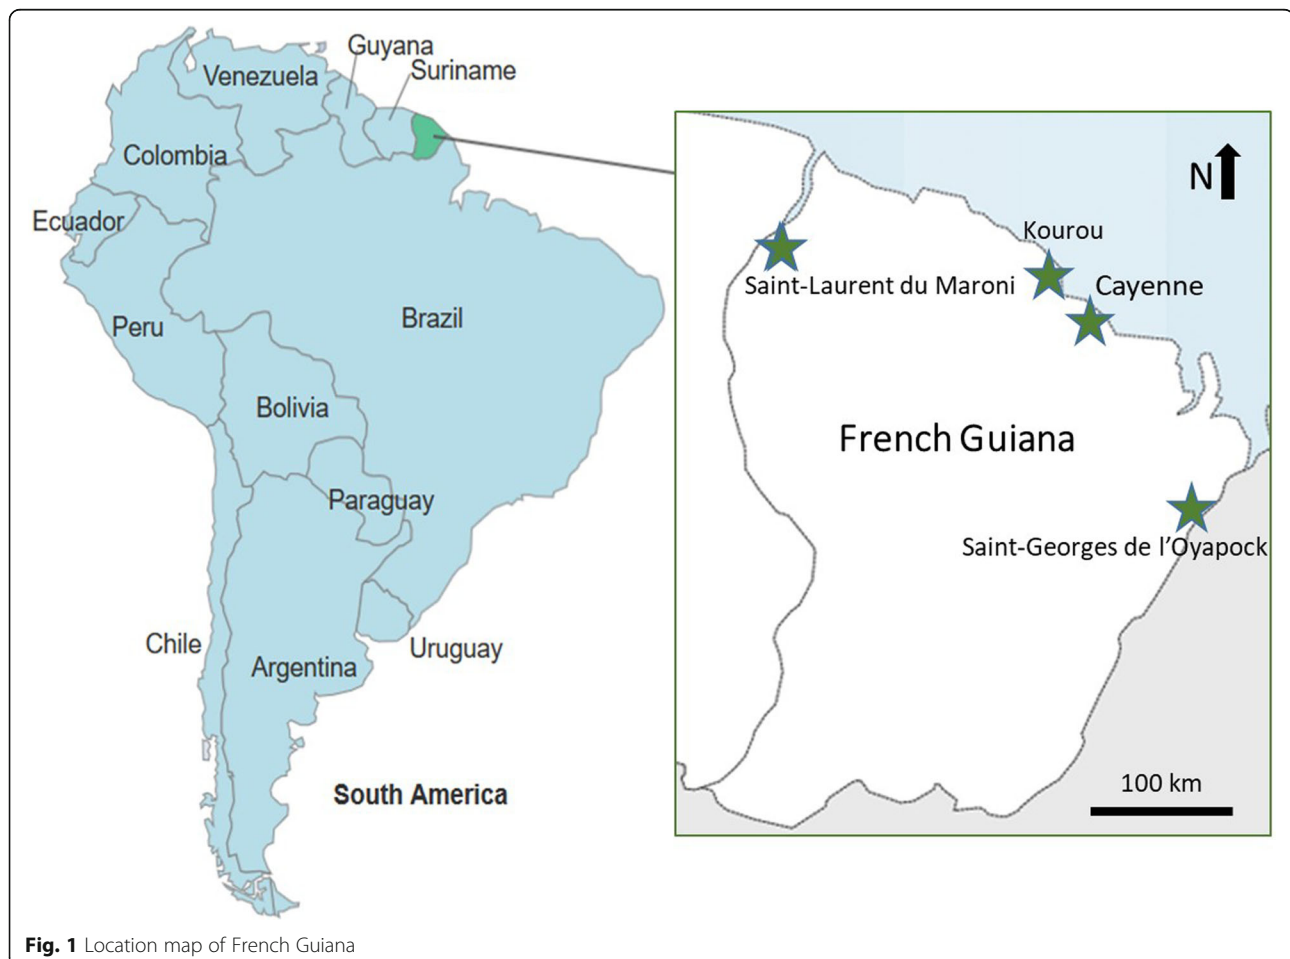 Guyana
Suriname
Venezuela
Colombia
Ecuador
Peru
Brazil
Bolivia
Paraguay
Chile
Argentina
Uruguay
South America
N
Kourou
Saint-Laurent du Maroni
Cayenne
French Guiana
Saint-Georges de l'Oyapock
100 km
Fig. 1 Location map of French Guiana